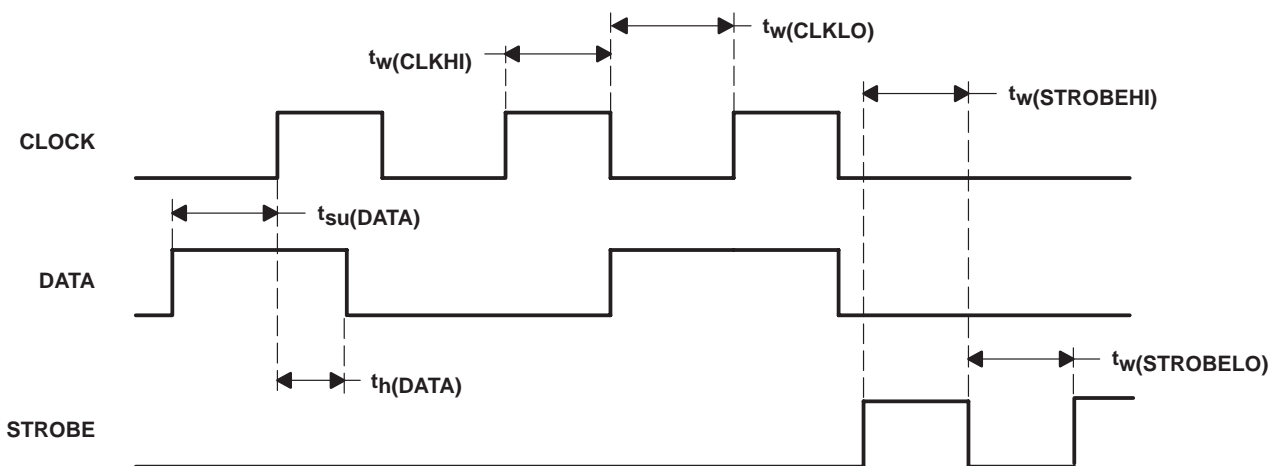 tw(CLKLO)
tw(CLKHI)
tw(STROBEHI)
CLOCK
tsu(DATA)
DATA
tw(STROBELO)
th(DATA)
STROBE